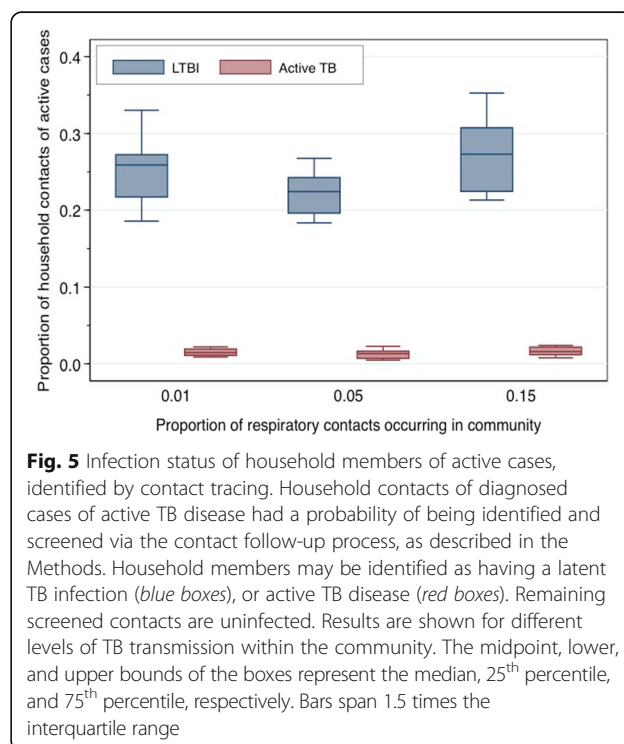 LTBI Active TB
0.4
0.3
0.2
0.1
0.0
Proportion of household contacts of active cases
0.01 0.05 0.15
Proportion of respiratory contacts occurring in community
Fig. 5 Infection status of household members of active cases,
identified by contact tracing. Household contacts of diagnosed
cases of active TB disease had a probability of being identified and
screened via the contact follow-up process, as described in the
Methods. Household members may be identified as having a latent
TB infection (blue boxes), or active TB disease (red boxes). Remaining
screened contacts are uninfected. Results are shown for different
levels of TB transmission within the community. The midpoint, lower,
and upper bounds of the boxes represent the median, 25th percentile,
and 75th percentile, respectively. Bars span 1.5 times the
interquartile range